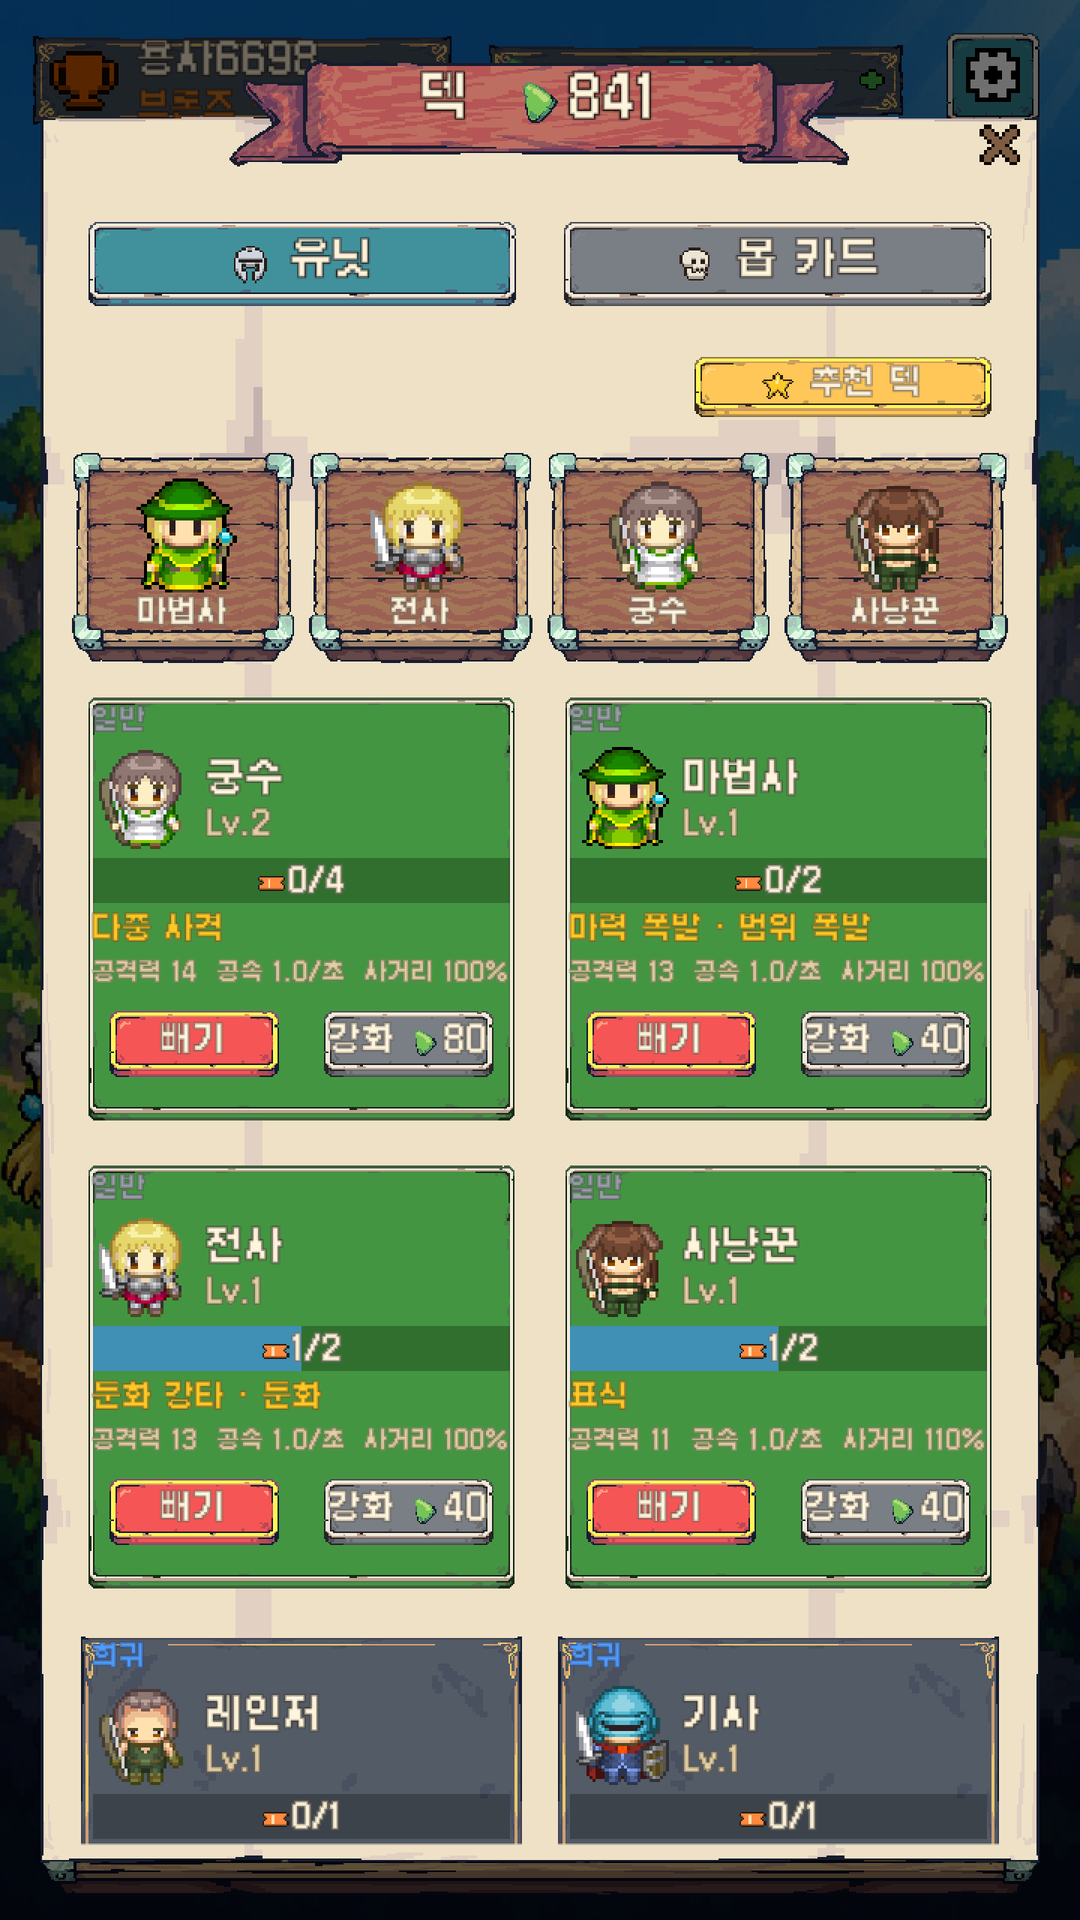 용사6698
브론즈
덱 841
유닛
몹 카드
추천 덱
마법사
전사
궁수
사냥꾼
일반
궁수
Lv.2
0/4
다중 사격
공격력 14 공속 1.0/초 사거리 100%
빼기
강화 80
일반
마법사
Lv.1
0/2
마력 폭발 · 범위 폭발
공격력 13 공속 1.0/초 사거리 100%
빼기
강화 40
일반
전사
Lv.1
1/2
둔화 강타 · 둔화
공격력 13 공속 1.0/초 사거리 100%
빼기
강화 40
일반
사냥꾼
Lv.1
1/2
표식
공격력 11 공속 1.0/초 사거리 110%
빼기
강화 40
희귀
레인저
Lv.1
0/1
희귀
기사
Lv.1
0/1